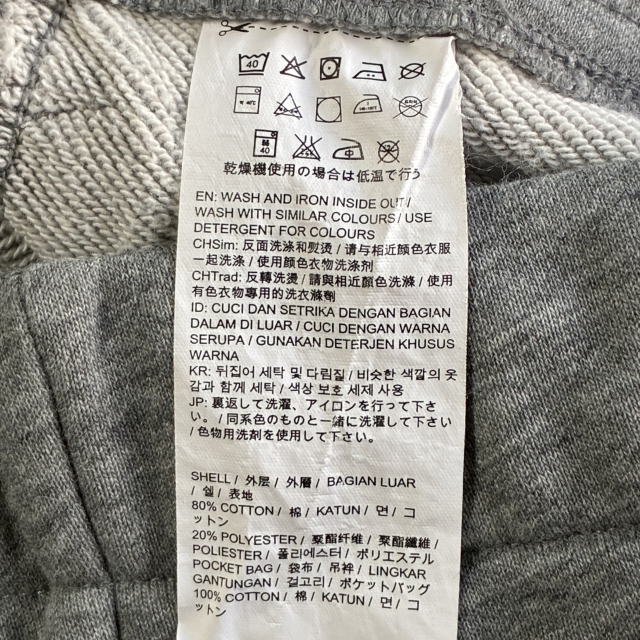 40
40
乾燥機使用の場合は低温で行う
EN: WASH AND IRON INSIDE OUT /
WASH WITH SIMILAR COLOURS / USE
DETERGENT FOR COLOURS
CHSim: 反面洗涤和熨烫 / 请与相近颜色衣服
一起洗涤 / 使用颜色衣物洗涤剂
CHTrad: 反轉洗燙 / 請與相近顏色洗滌 / 使用
有色衣物專用的洗衣滌劑
ID: CUCI DAN SETRIKA DENGAN BAGIAN
DALAM DI LUAR / CUCI DENGAN WARNA
SERUPA / GUNAKAN DETERJEN KHUSUS
WARNA
KR: 뒤집어 세탁 및 다림질 / 비슷한 색깔의 옷
감과 함께 세탁 / 색상 보호 세제 사용
JP: 裏返して洗濯、アイロンを行って下さ
い。/ 同系色のものと一緒に洗濯して下さい
/ 色物用洗剤を使用して下さい。
SHELL / 外层 / 外層 / BAGIAN LUAR
/ 쉘 / 表地
80% COTTON / 棉 / KATUN / 면 / コ
ットン
20% POLYESTER / 聚酯纤维 / 聚酯纖維 /
POLIESTER / 폴리에스터 / ポリエステル
POCKET BAG / 袋布 / 吊袢 / LINGKAR
GANTUNGAN / 걸고리 / ポケットバッグ
100% COTTON / 棉 / KATUN / 면 / コ
ットン